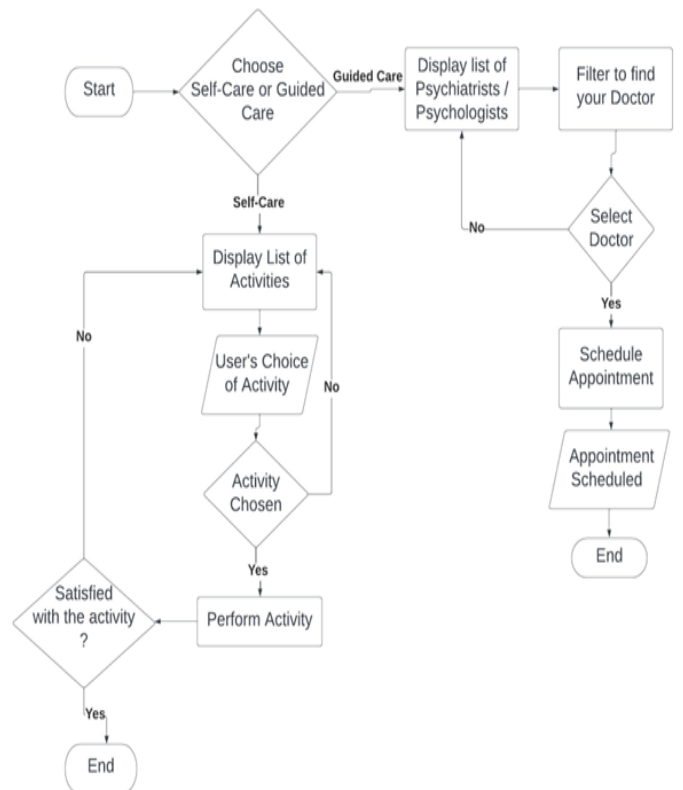 Start
Choose
Self-Care or Guided
Care
Guided Care
Display list of
Psychiatrists /
Psychologists
Filter to find
your Doctor
Select
Doctor
No
Yes
Schedule
Appointment
Appointment
Scheduled
End
Self-Care
Display List of
Activities
User's Choice
of Activity
No
Activity
Chosen
Yes
Perform Activity
Satisfied
with the activity
?
No
Yes
End